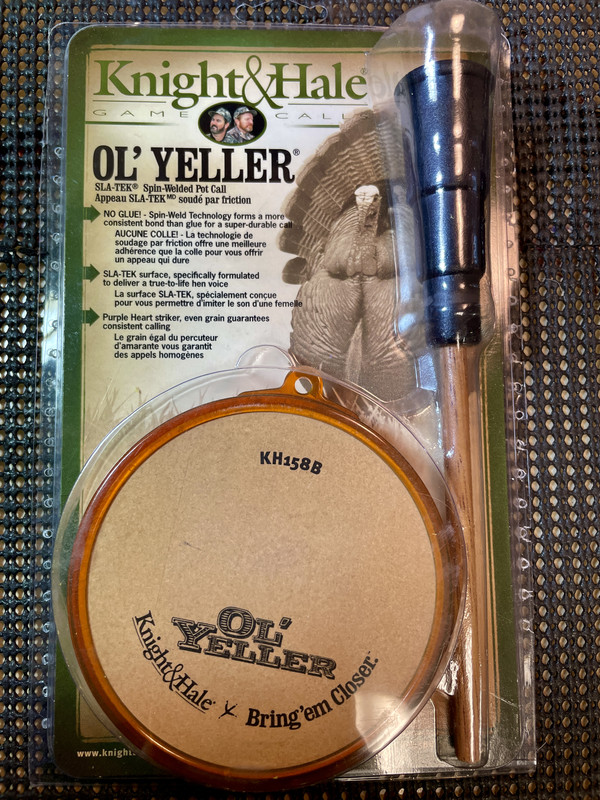 Knight&Hale®
GAME CALLS
OL' YELLER®
SLA-TEK® Spin-Welded Pot Call
Appeau SLA-TEK MD soudé par friction
NO GLUE! - Spin-Weld Technology forms a more
consistent bond than glue for a super-durable call
AUCUNE COLLE! - La technologie de
soudage par friction offre une meilleure
adhérence que la colle pour vous offrir
un appeau qui dure
SLA-TEK surface, specifically formulated
to deliver a true-to-life hen voice
La surface SLA-TEK, spécialement conçue
pour vous permettre d'imiter le son d'une femelle
Purple Heart striker, even grain guarantees
consistent calling
Le grain égal du percuteur
d'amarante vous garantit
des appels homogènes
KH158B
OL'
YELLER
Knight&Hale® Bring'em Closer.™
www.knight